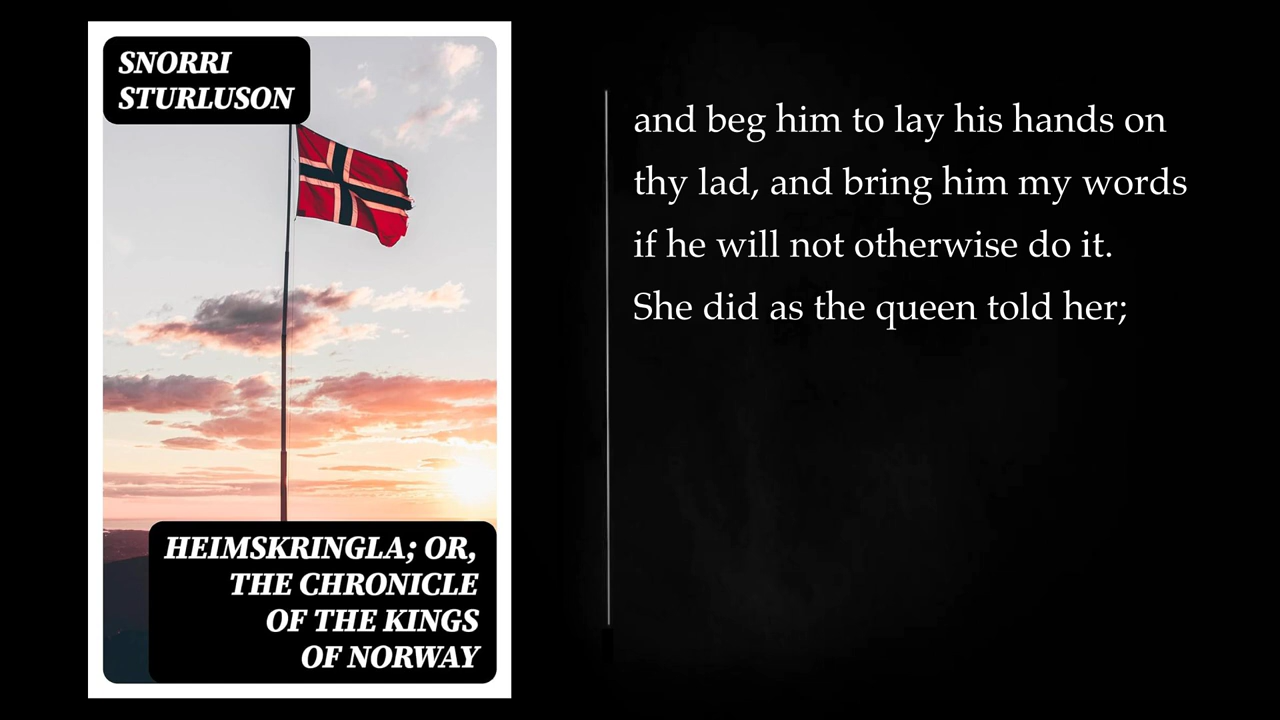 SNORRI
STURLUSON
HEIMSKRINGLA; OR,
THE CHRONICLE
OF THE KINGS
OF NORWAY
and beg him to lay his hands on
thy lad, and bring him my words
if he will not otherwise do it.
She did as the queen told her;